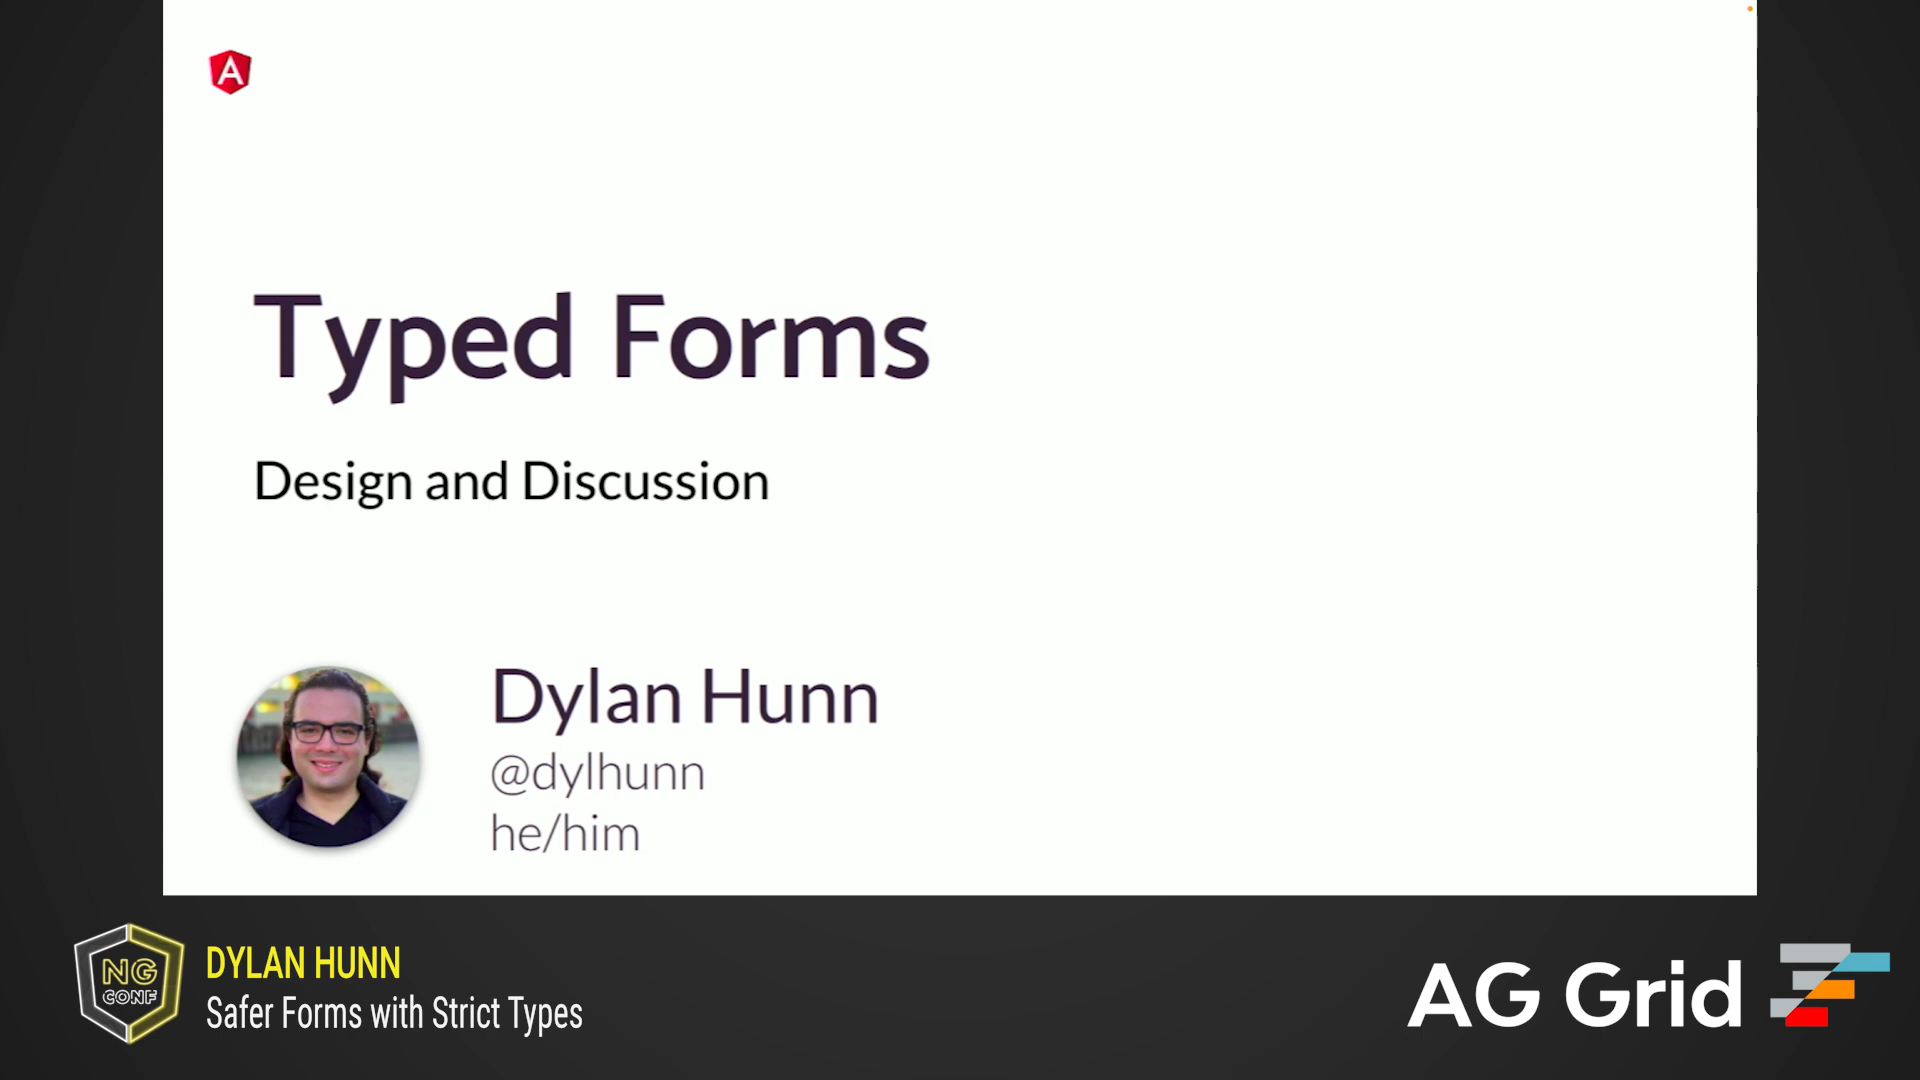 A
Typed Forms
Design and Discussion
Dylan Hunn
@dylhunn
he/him
NG
CONF
DYLAN HUNN
Safer Forms with Strict Types
AG Grid